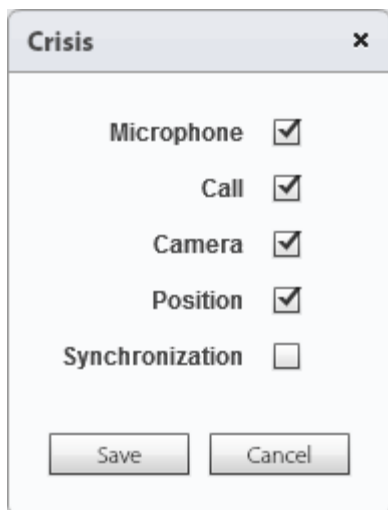 Crisis
Microphone
Call
Camera
Position
Synchronization
Save Cancel